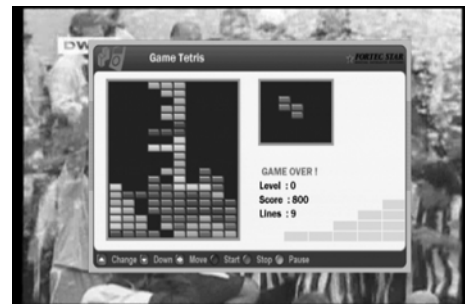 DW
Game Tetris
FORTEC STAR
GAME OVER !
Level : 0
Score : 800
Lines : 9
Change Down Move Start Stop Pause